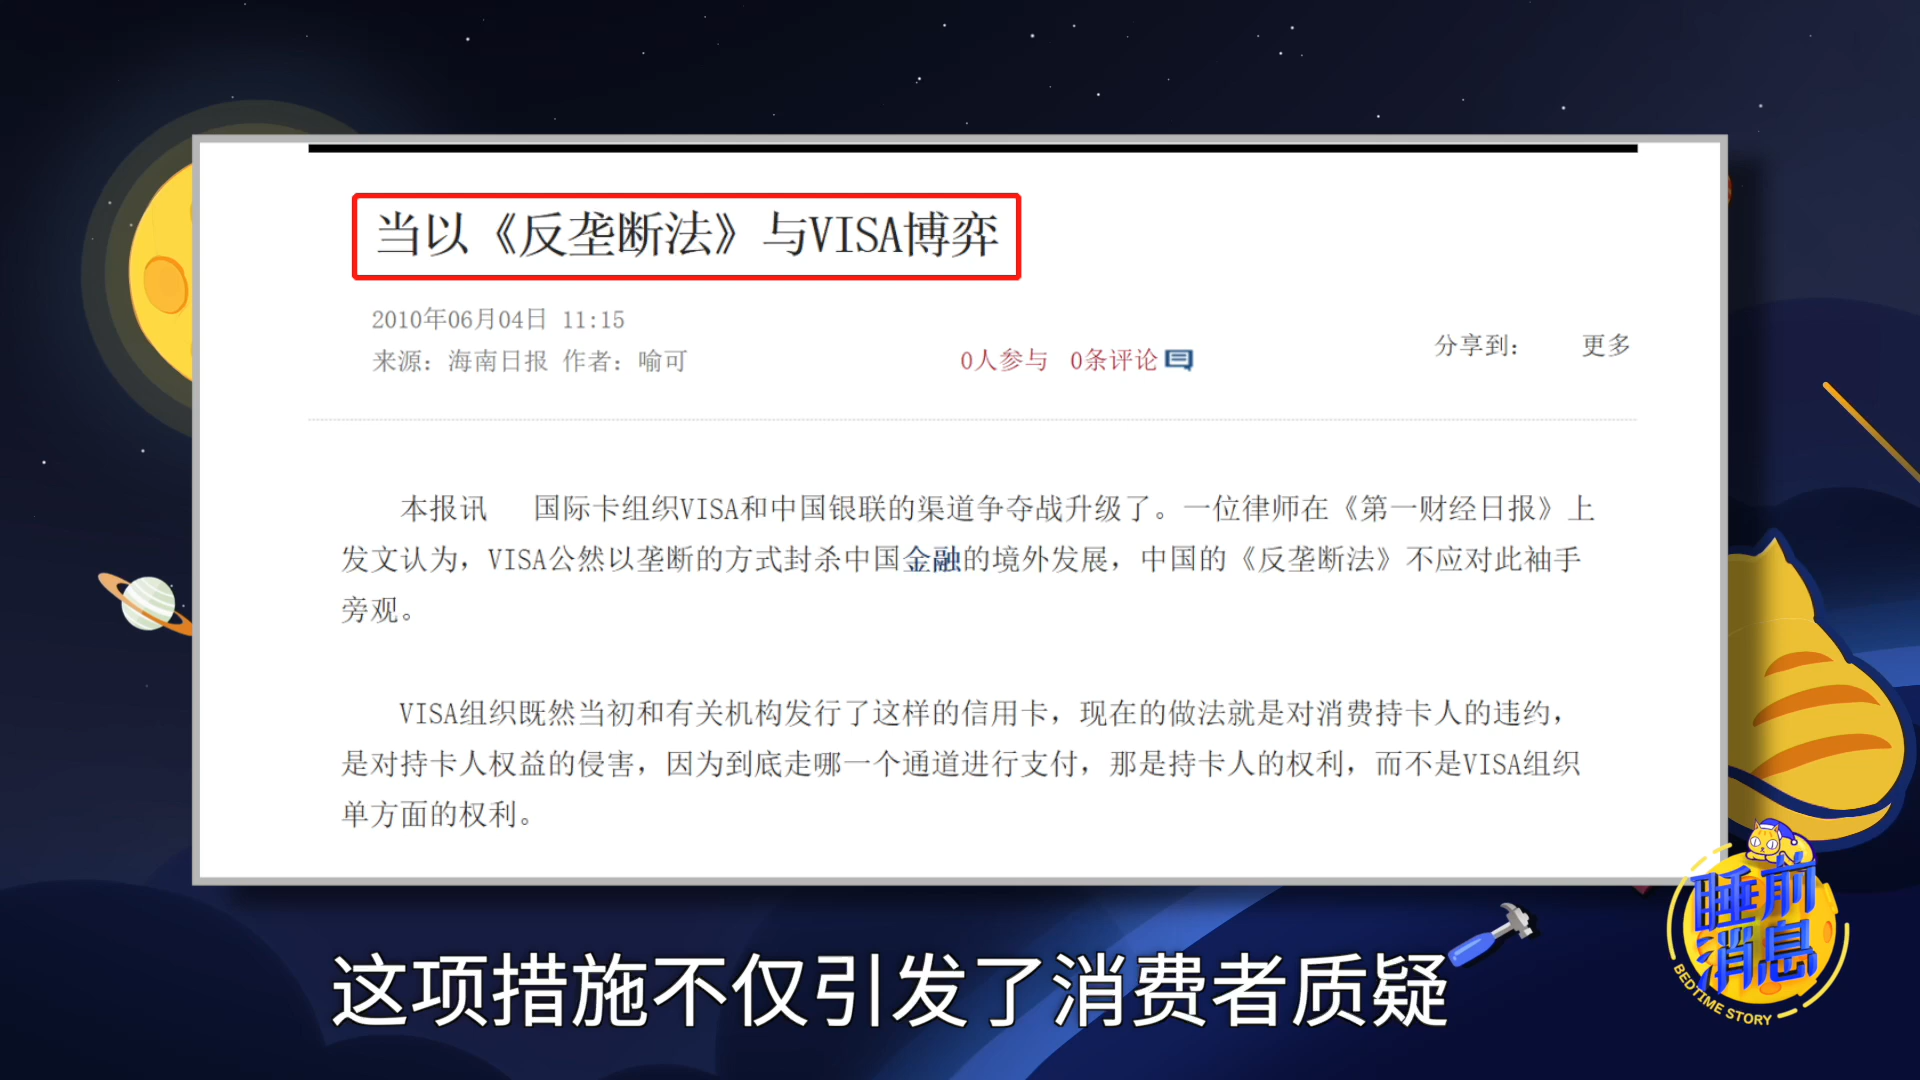 当以《反垄断法》与VISA博弈
2010年06月04日 11:15
来源：海南日报 作者：喻可
0人参与 0条评论
分享到： 更多
本报讯 国际卡组织VISA和中国银联的渠道争夺战升级了。一位律师在《第一财经日报》上
发文认为，VISA公然以垄断的方式封杀中国金融的境外发展，中国的《反垄断法》不应对此袖手
旁观。
VISA组织既然当初和有关机构发行了这样的信用卡，现在的做法就是对消费持卡人的违约，
是对持卡人权益的侵害，因为到底走哪一个通道进行支付，那是持卡人的权利，而不是VISA组织
单方面的权利。
这项措施不仅引发了消费者质疑
睡前
消息
BEDTIME STORY